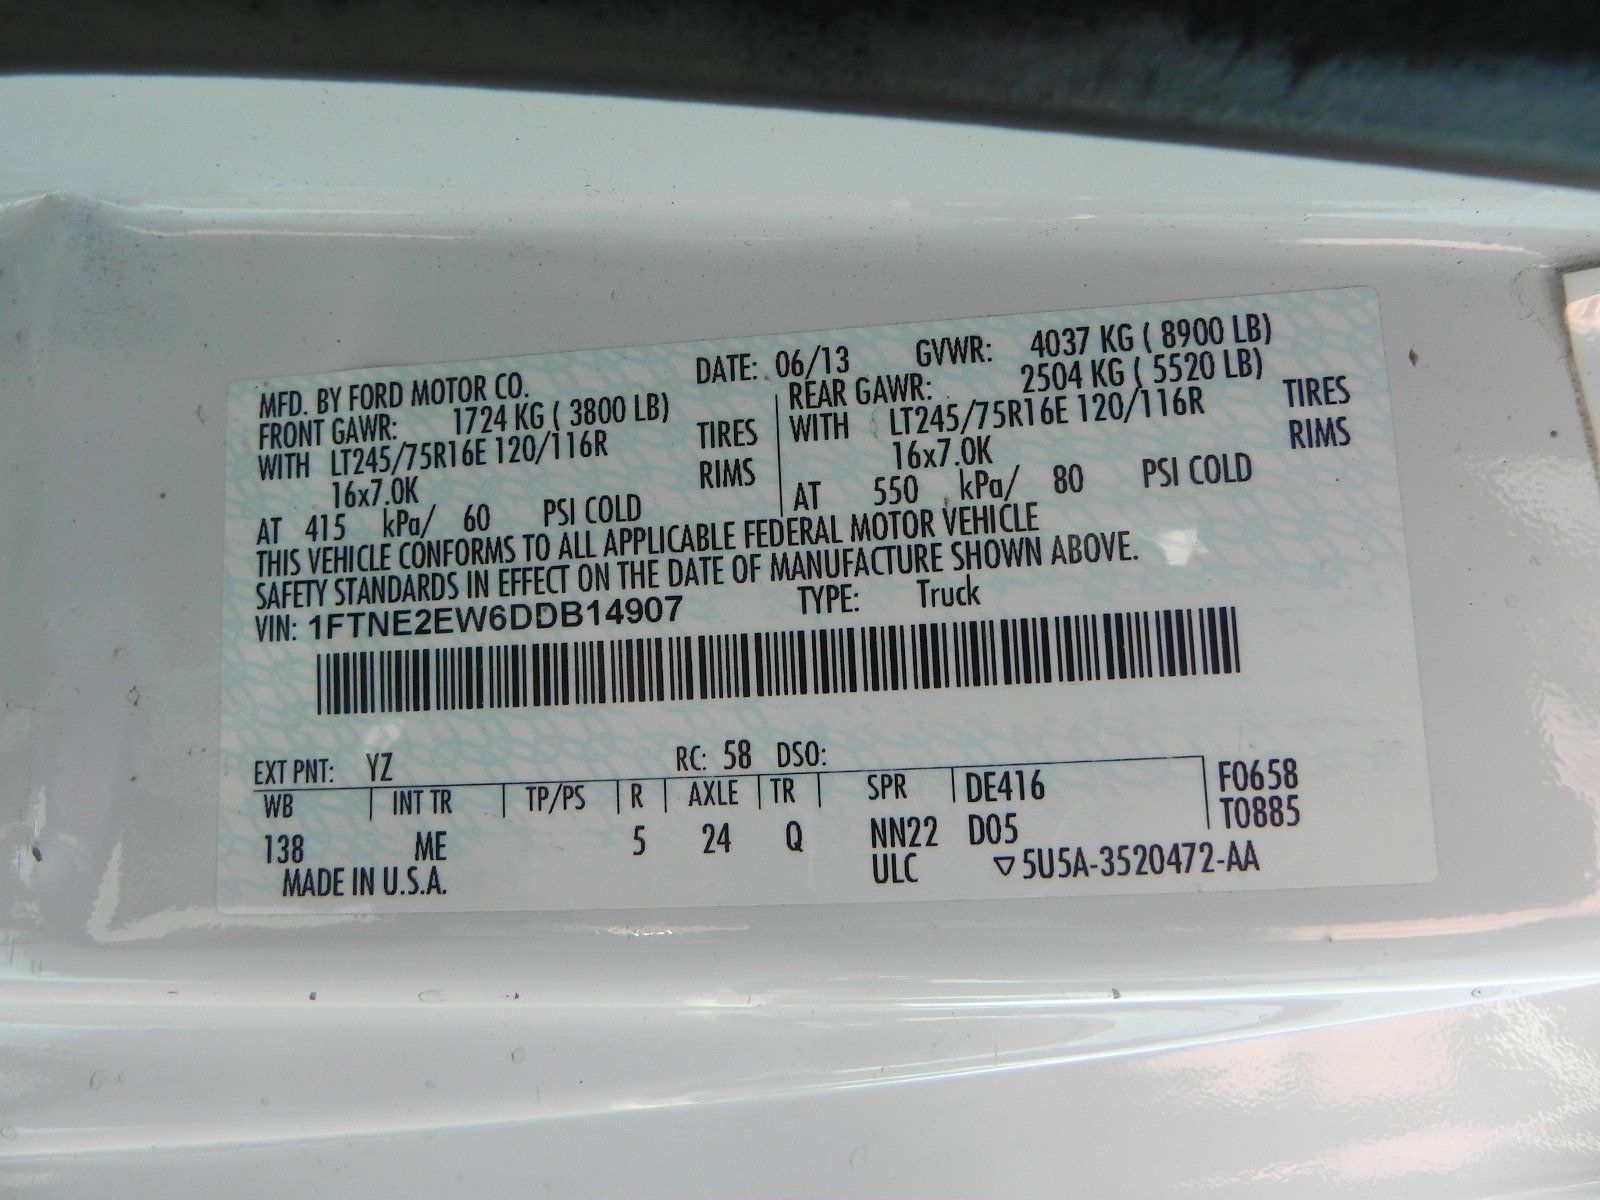 MFD. BY FORD MOTOR CO. DATE: 06/13 GVWR: 4037 KG ( 8900 LB)
FRONT GAWR: 1724 KG ( 3800 LB) REAR GAWR: 2504 KG ( 5520 LB)
WITH LT245/75R16E 120/116R TIRES WITH LT245/75R16E 120/116R TIRES
16x7.0K RIMS 16x7.0K RIMS
AT 415 kPa/ 60 PSI COLD AT 550 kPa/ 80 PSI COLD
THIS VEHICLE CONFORMS TO ALL APPLICABLE FEDERAL MOTOR VEHICLE
SAFETY STANDARDS IN EFFECT ON THE DATE OF MANUFACTURE SHOWN ABOVE.
VIN: 1FTNE2EW6DDB14907 TYPE: Truck
EXT PNT: YZ RC: 58 DSO:
WB INT TR TP/PS R AXLE TR SPR DE416 F0658
T0885
138 ME 5 24 Q NN22 D05
MADE IN U.S.A. ULC ▽5U5A-3520472-AA